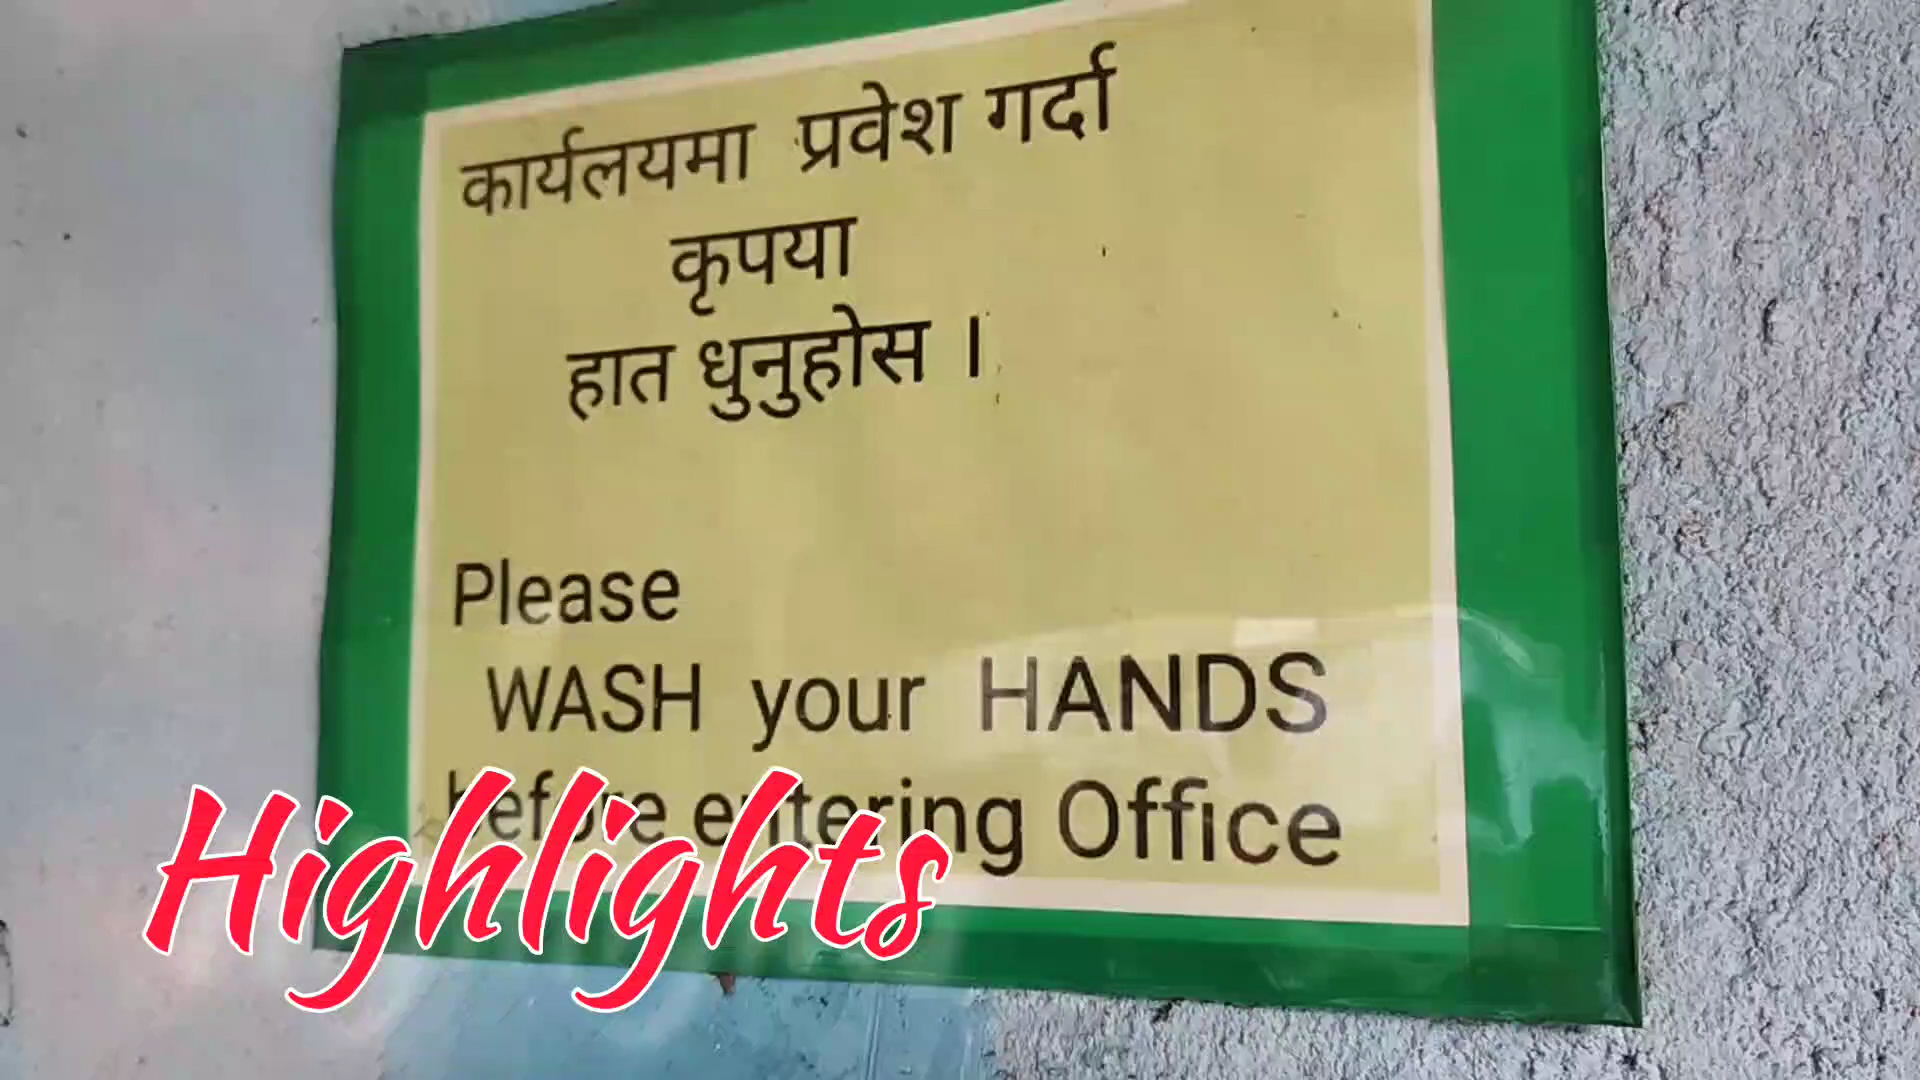 कार्यलयमा प्रवेश गर्दा
कृपया
हात धुनुहोस ।
Please
WASH your HANDS
before entering Office
Highlights